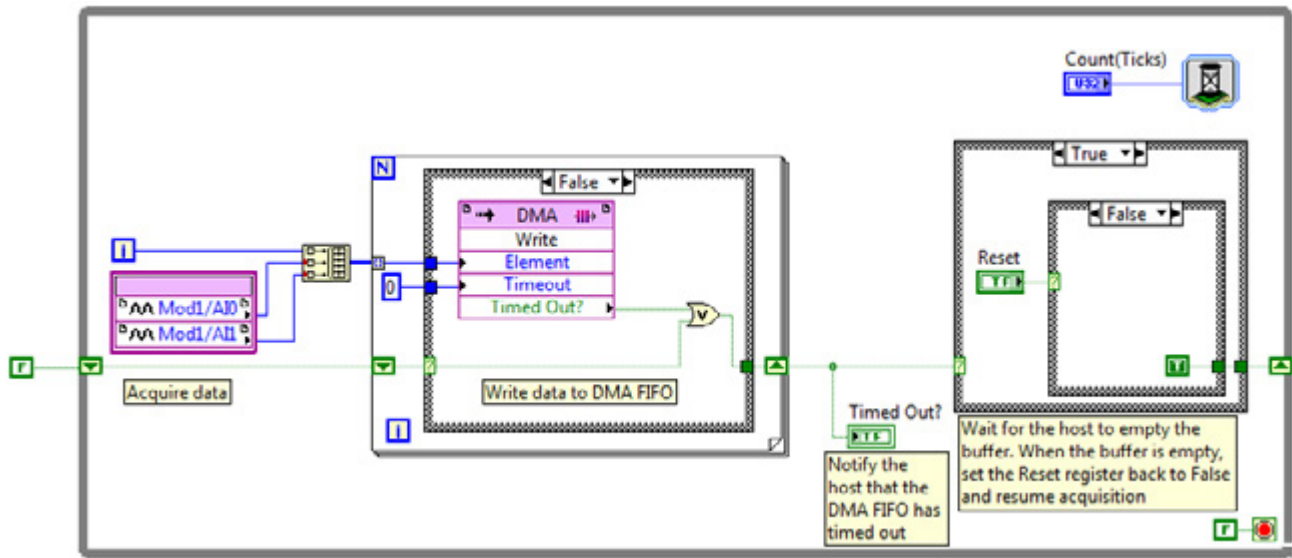 Count(Ticks)
U32
True
N
False
False
DMA
Write
Element
Timeout
Timed Out?
i
Mod1/AI0
Mod1/AI1
0
Reset
TF
V
F
?
?
?
T
Acquire data
Write data to DMA FIFO
i
Timed Out?
TF
Notify the
host that the
DMA FIFO has
timed out
Wait for the host to empty the
buffer. When the buffer is empty,
set the Reset register back to False
and resume acquisition
F